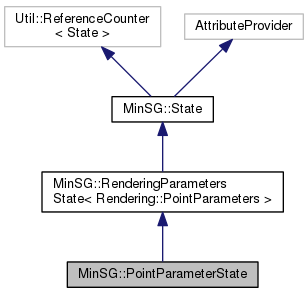 Util::ReferenceCounter
< State >
AttributeProvider
MinSG::State
MinSG::RenderingParameters
State< Rendering::PointParameters >
MinSG::PointParameterState